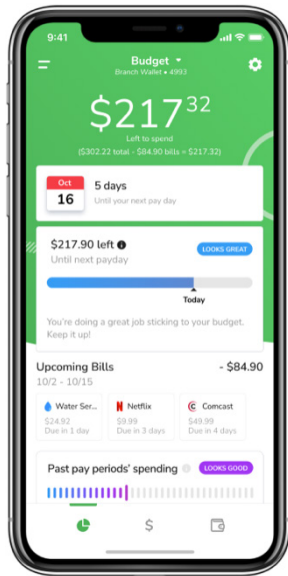 9:41
Budget
Branch Wallet • 4993
$217 32
Left to spend
($302.22 total - $84.90 bills = $217.32)
Oct
16
5 days
Until your next pay day
$217.90 left
LOOKS GREAT
Until next payday
Today
You're doing a great job sticking to your budget.
Keep it up!
Upcoming Bills
- $84.90
10/2 - 10/15
Water Ser...
$24.92
Due in 1 day
Netflix
$9.99
Due in 3 days
Comcast
$49.99
Due in 4 days
Past pay periods' spending
LOOKS GOOD
$